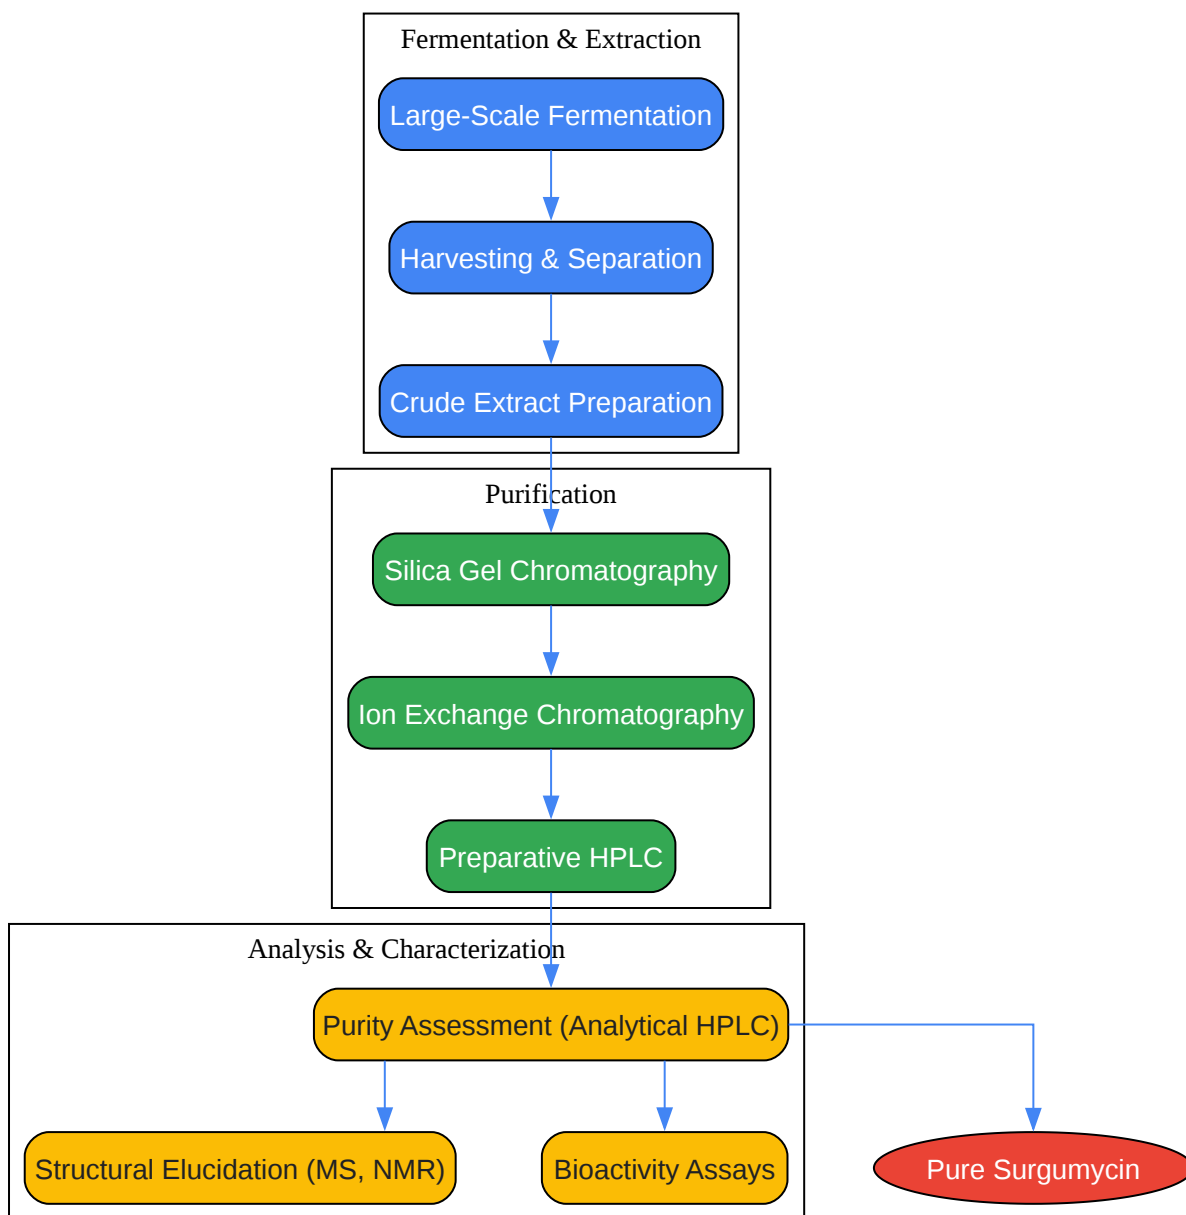 Fermentation & Extraction
Large-Scale Fermentation
Harvesting & Separation
Crude Extract Preparation
Purification
Silica Gel Chromatography
Ion Exchange Chromatography
Preparative HPLC
Analysis & Characterization
Purity Assessment (Analytical HPLC)
Structural Elucidation (MS, NMR)
Bioactivity Assays
Pure Surgumycin